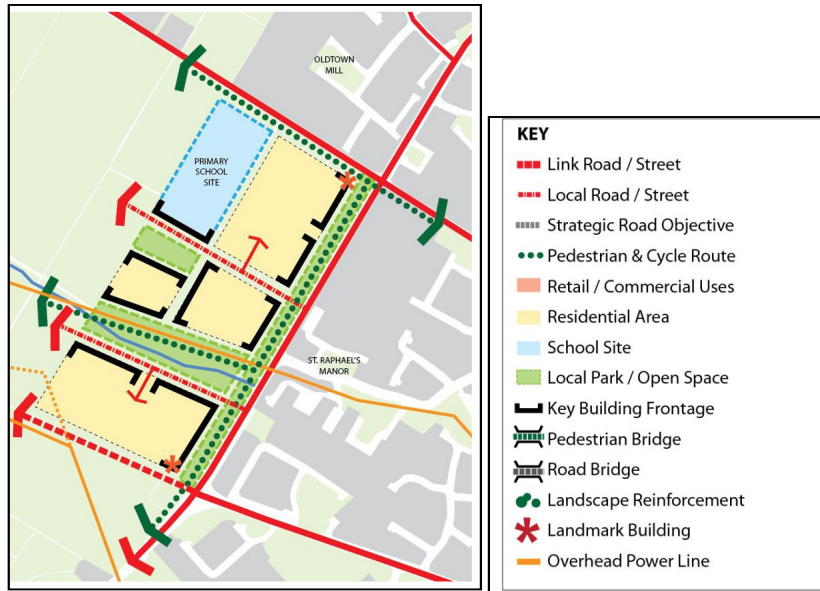 OLDTOWN
MILL
PRIMARY
SCHOOL
SITE
ST. RAPHAEL'S
MANOR
KEY
Link Road / Street
Local Road / Street
Strategic Road Objective
Pedestrian & Cycle Route
Retail / Commercial Uses
Residential Area
School Site
Local Park / Open Space
Key Building Frontage
Pedestrian Bridge
Road Bridge
Landscape Reinforcement
Landmark Building
Overhead Power Line